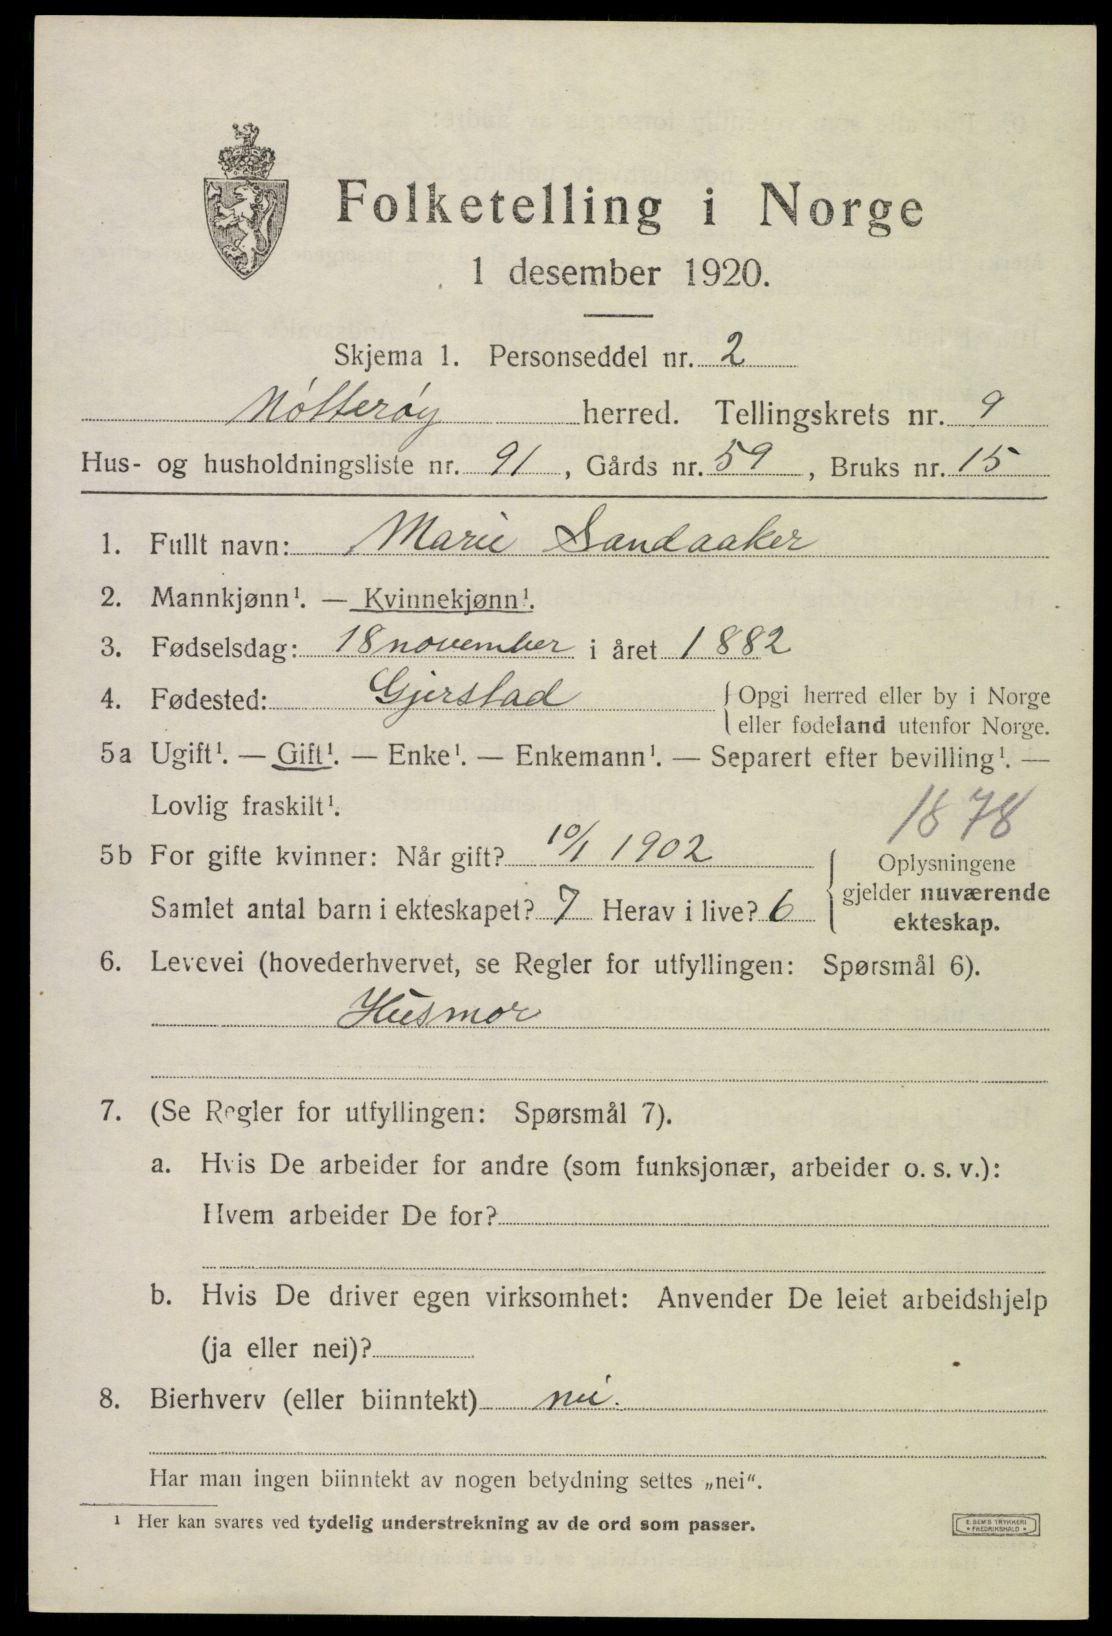 Folketelling i Norge
1 desember 1920.
Skjema 1. Personseddel nr. 2
Nötterøy herred. Tellingskrets nr. 9
Hus- og husholdningsliste nr. 91, Gårds nr. 59, Bruks nr. 15
1. Fullt navn: Marie Sandaaker
2. Mannkjønn¹. — Kvinnekjønn¹.
3. Fødselsdag: 18 november i året 1882
4. Fødested: Gjerstad { Opgi herred eller by i Norge
eller fødeland utenfor Norge.
5a Ugift¹. — Gift¹. — Enke¹. — Enkemann¹. — Separert efter bevilling¹. —
Lovlig fraskilt¹.
1878
5b For gifte kvinner: Når gift? 10/1 1902
Samlet antal barn i ekteskapet? 7 Herav i live? 6
{ Oplysningene
gjelder nuværende
ekteskap.
6. Levevei (hovederhvervet, se Regler for utfyllingen: Spørsmål 6).
Husmor
7. (Se Regler for utfyllingen: Spørsmål 7).
a. Hvis De arbeider for andre (som funksjonær, arbeider o. s. v.):
Hvem arbeider De for?
b. Hvis De driver egen virksomhet: Anvender De leiet arbeidshjelp
(ja eller nei)?
8. Bierhverv (eller biinntekt) nei.
Har man ingen biinntekt av nogen betydning settes „nei“.
¹ Her kan svares ved tydelig understrekning av de ord som passer.
E. SEM'S TRYKKERI
* FREDRIKSHALD *